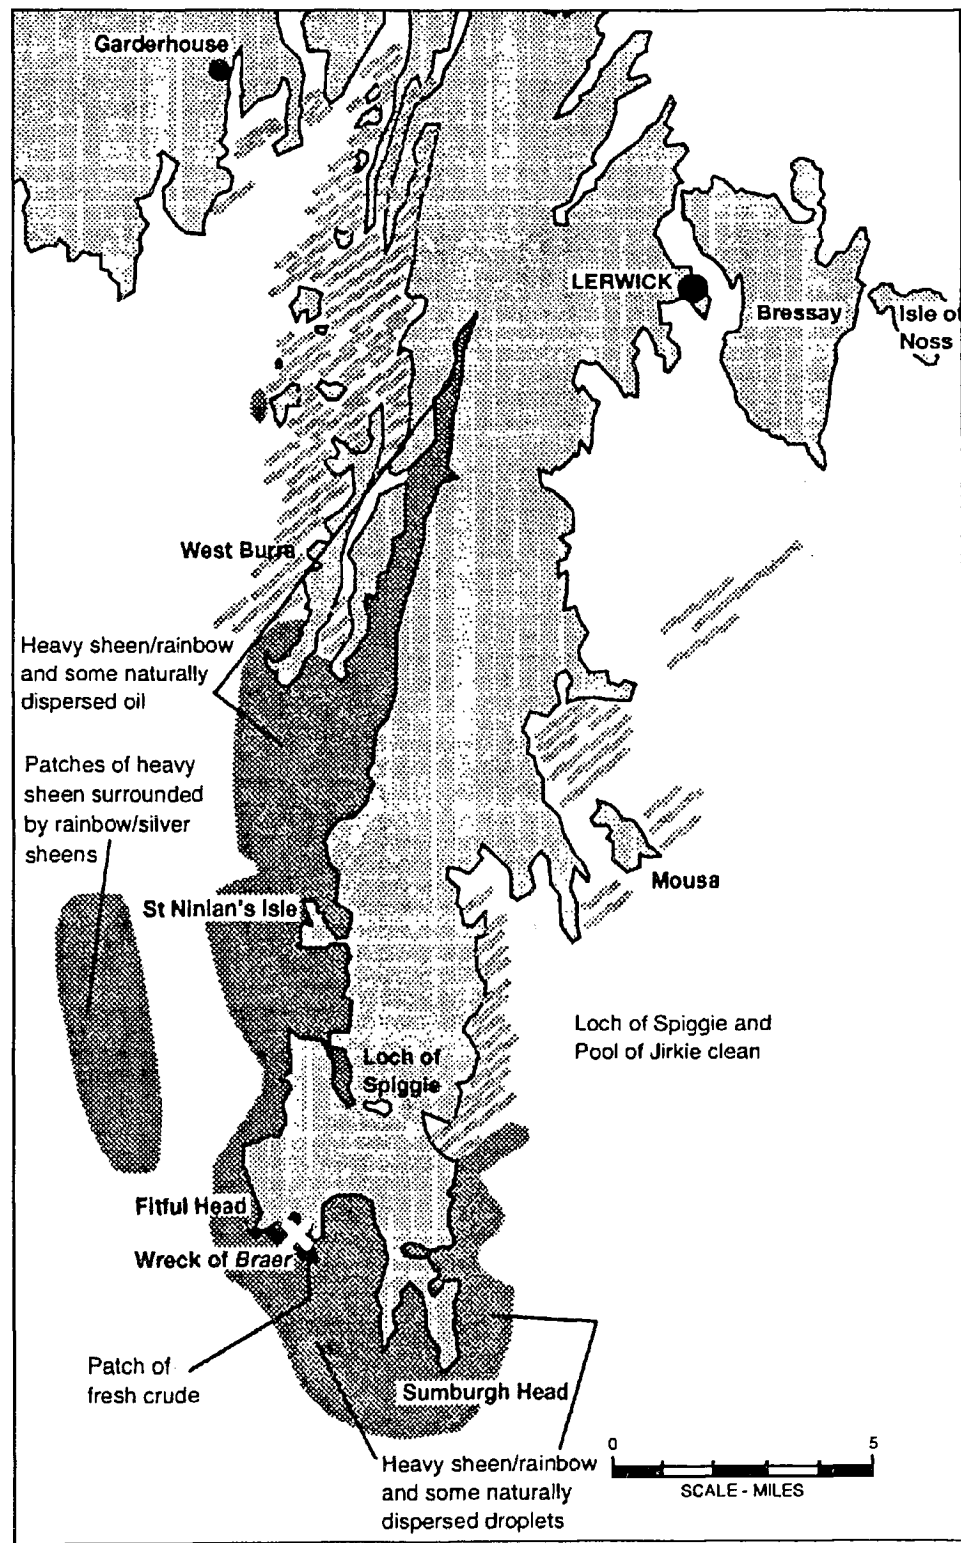 Garderhouse
LERWICK
Bressay
Isle of
Noss
West Burra
Heavy sheen/rainbow
and some naturally
dispersed oil
Patches of heavy
sheen surrounded
by rainbow/silver
sheens
Mousa
St Ninian's Isle
Loch of Spiggie and
Pool of Jirkie clean
Loch of
Spiggie
Fitful Head
Wreck of Braer
Patch of
fresh crude
Sumburgh Head
Heavy sheen/rainbow
and some naturally
dispersed droplets
0 5
SCALE - MILES